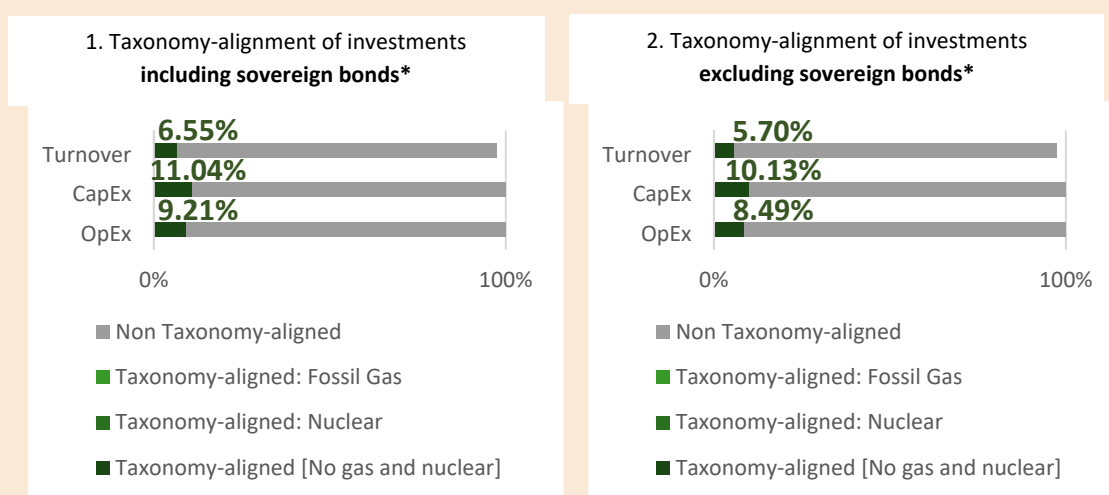 1. Taxonomy-alignment of investments
including sovereign bonds*
6.55%
Turnover
11.04%
CapEx
9.21%
OpEx
0% 100%
Non Taxonomy-aligned
Taxonomy-aligned: Fossil Gas
Taxonomy-aligned: Nuclear
Taxonomy-aligned [No gas and nuclear]
2. Taxonomy-alignment of investments
excluding sovereign bonds*
5.70%
Turnover
10.13%
CapEx
8.49%
OpEx
0% 100%
Non Taxonomy-aligned
Taxonomy-aligned: Fossil Gas
Taxonomy-aligned: Nuclear
Taxonomy-aligned [No gas and nuclear]